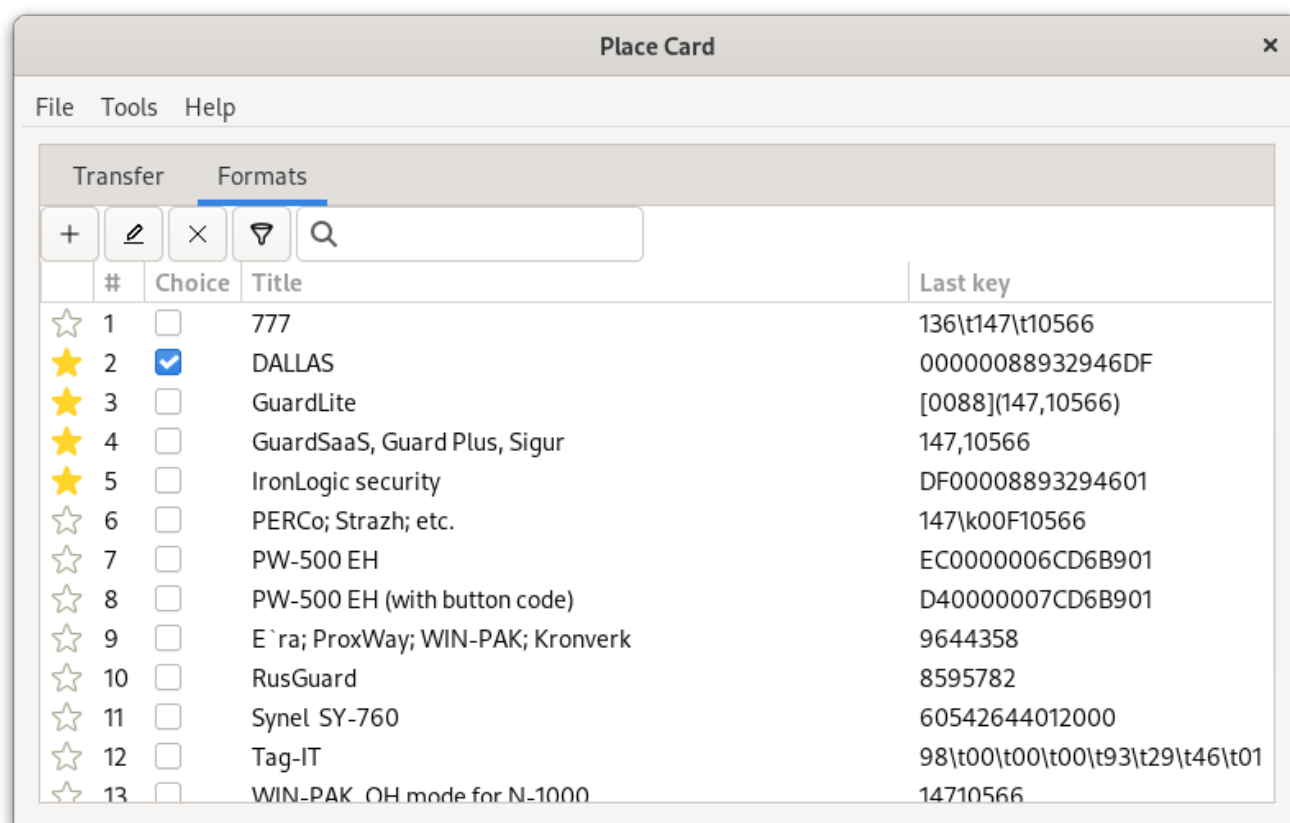 Place Card
File Tools Help
Transfer Formats
# Choice Title Last key
1 777 136\t147\t10566
2 DALLAS 00000088932946DF
3 GuardLite [0088](147,10566)
4 GuardSaaS, Guard Plus, Sigur 147,10566
5 IronLogic security DF00008893294601
6 PERCo; Strazh; etc. 147\k00F10566
7 PW-500 EH EC0000006CD6B901
8 PW-500 EH (with button code) D40000007CD6B901
9 E`ra; ProxWay; WIN-PAK; Kronverk 9644358
10 RusGuard 8595782
11 Synel SY-760 60542644012000
12 Tag-IT 98\t00\t00\t00\t93\t29\t46\t01
13 WIN-PAK OH mode for N-1000 14710566